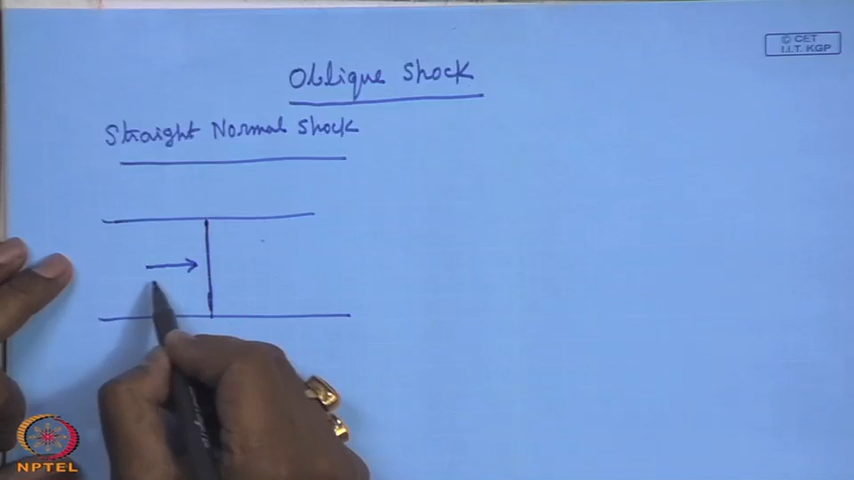 Oblique Shock
Straight Normal Shock
© CET
I.I.T. KGP
NPTEL